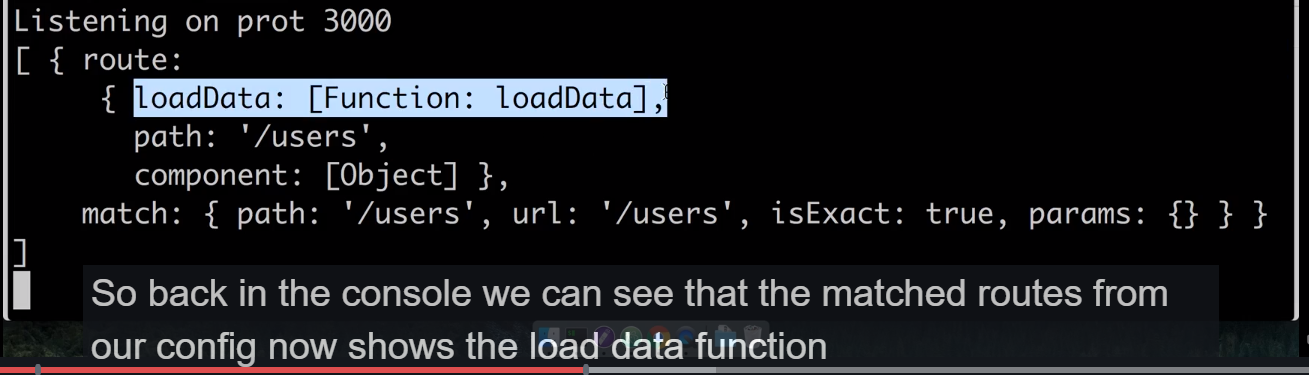 Listening on prot 3000
[ { route:
{ loadData: [Function: loadData],
path: '/users',
component: [Object] },
match: { path: '/users', url: '/users', isExact: true, params: {} } }
]
So back in the console we can see that the matched routes from
our config now shows the load data function